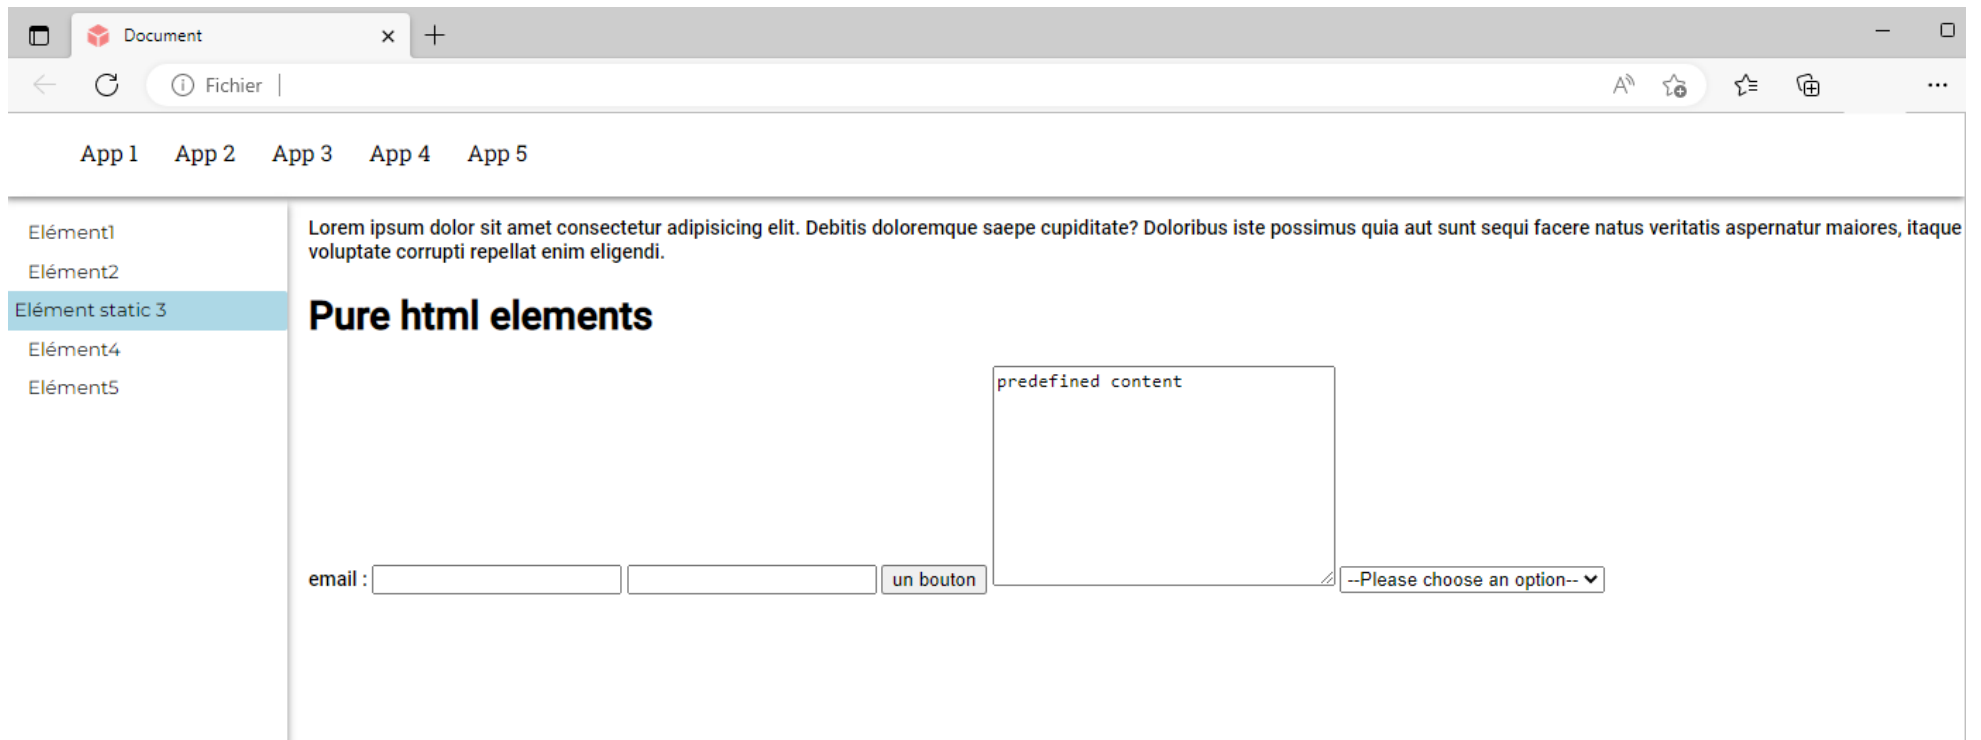 Document
Fichier
App 1 App 2 App 3 App 4 App 5
Elément1
Elément2
Elément static 3
Elément4
Elément5
Lorem ipsum dolor sit amet consectetur adipisicing elit. Debitis doloremque saepe cupiditate? Doloribus iste possimus quia aut sunt sequi facere natus veritatis aspernatur maiores, itaque
voluptate corrupti repellat enim eligendi.
Pure html elements
predefined content
email : un bouton --Please choose an option--